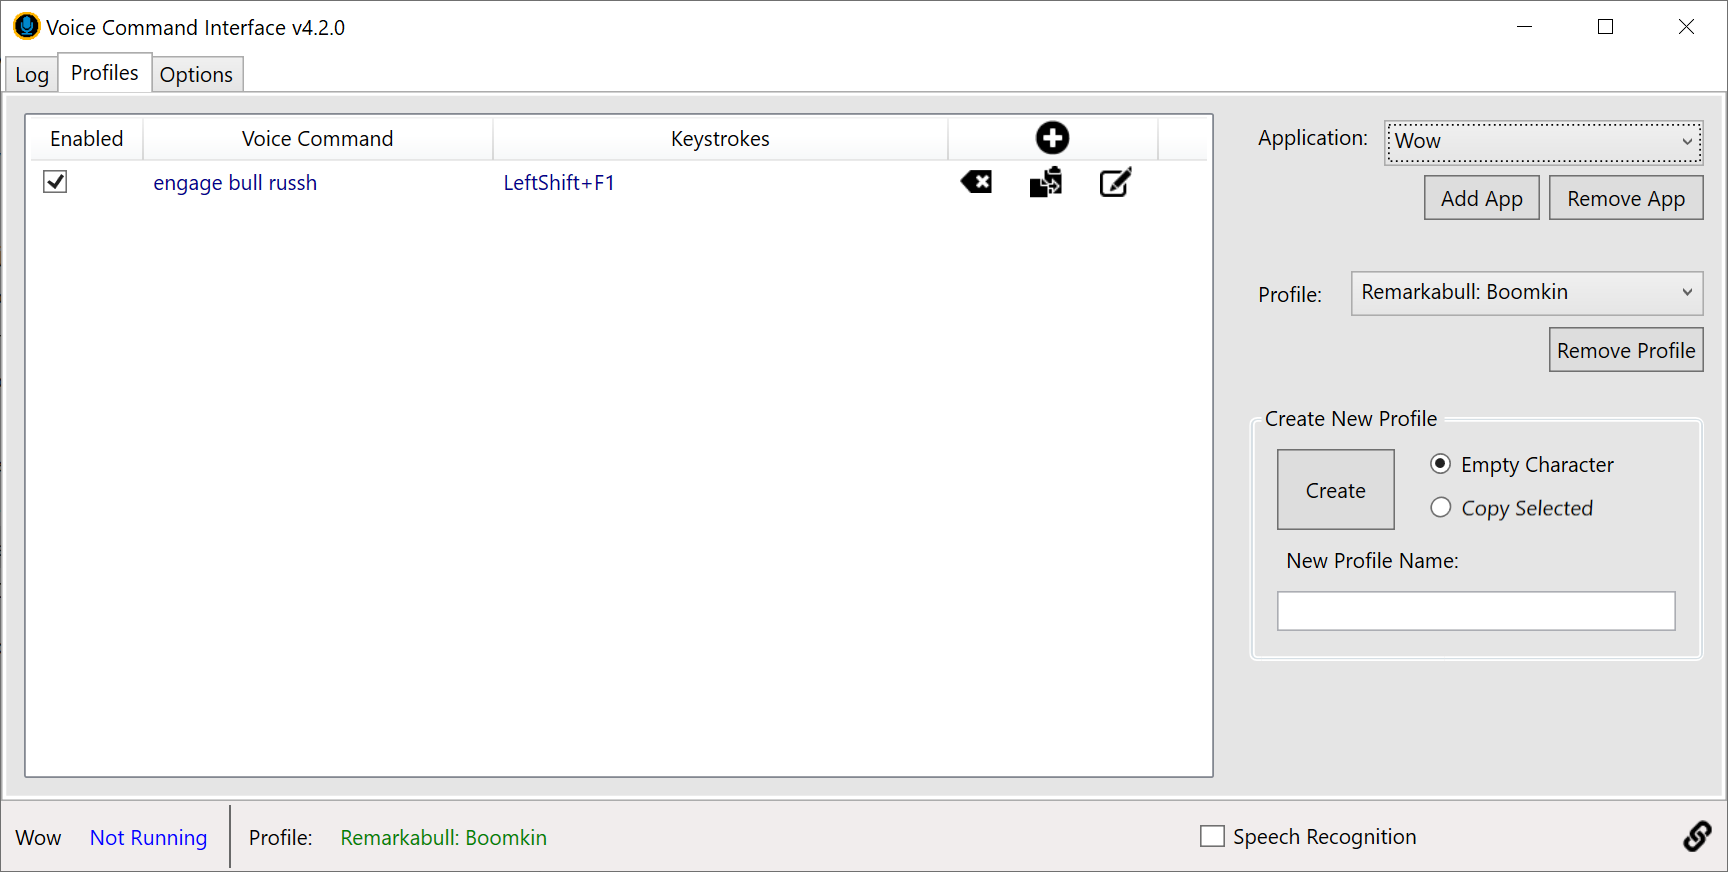 Voice Command Interface v4.2.0
Log Profiles Options
Enabled Voice Command Keystrokes
engage bull russh LeftShift+F1
Application: Wow
Add App Remove App
Profile: Remarkabull: Boomkin
Remove Profile
Create New Profile
Create
Empty Character
Copy Selected
New Profile Name:
Wow Not Running Profile: Remarkabull: Boomkin Speech Recognition